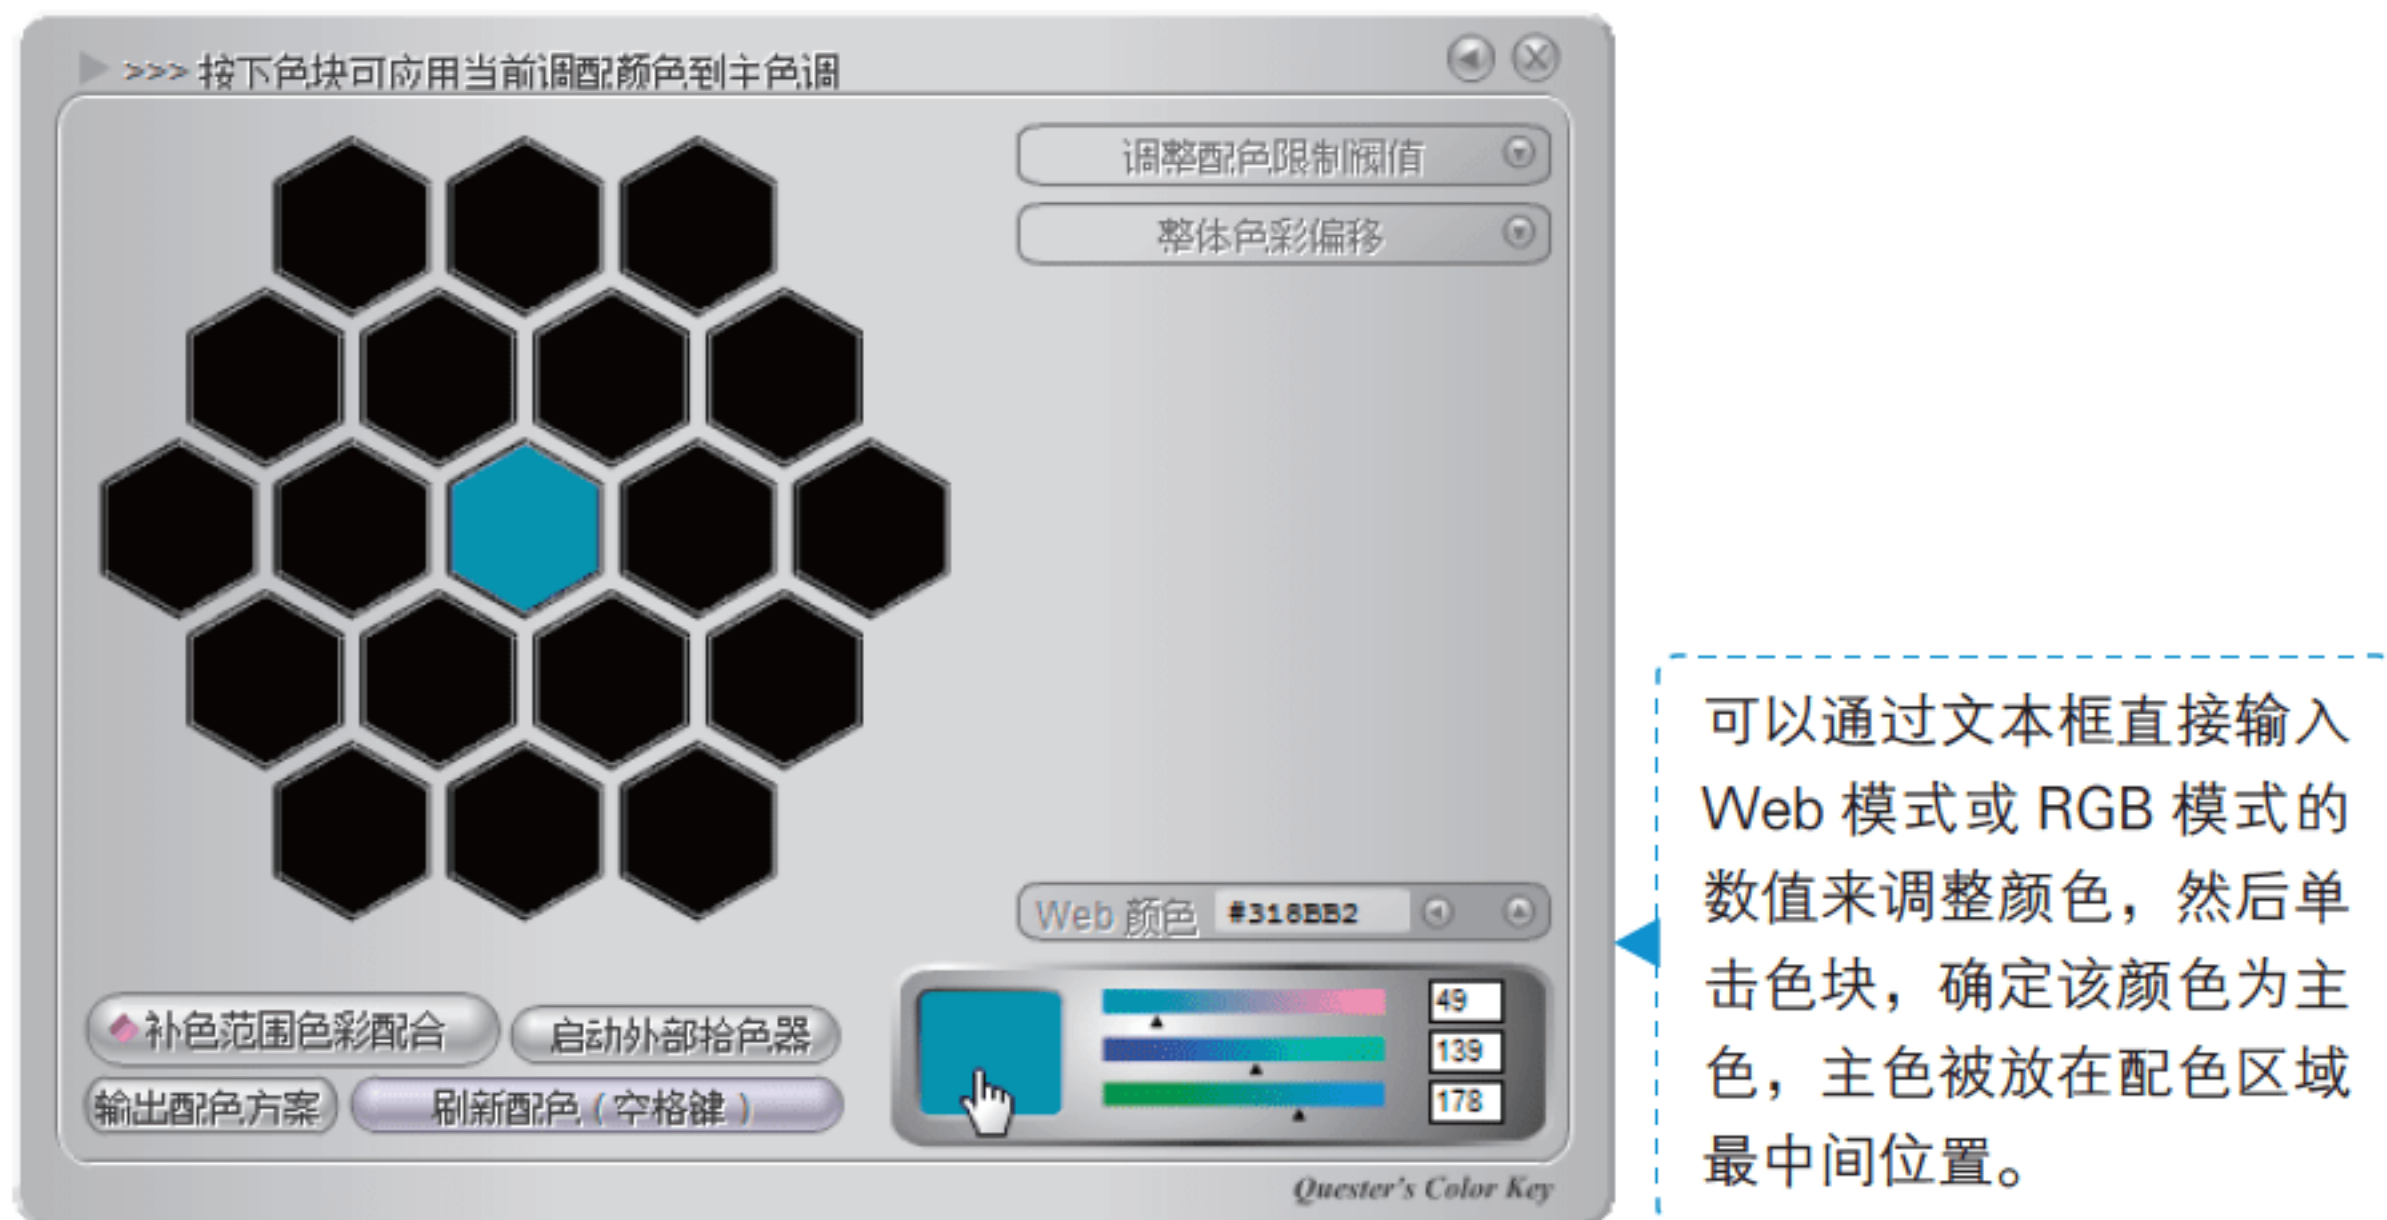 >>> 按下色块可应用当前调配颜色到主色调
调整配色限制阀值
整体色彩偏移
Web 颜色 #318BB2
49
139
178
补色范围色彩配合
启动外部拾色器
输出配色方案
刷新配色(空格键)
Quester's Color Key
可以通过文本框直接输入
Web 模式或 RGB 模式的
数值来调整颜色，然后单
击色块，确定该颜色为主
色，主色被放在配色区域
最中间位置。